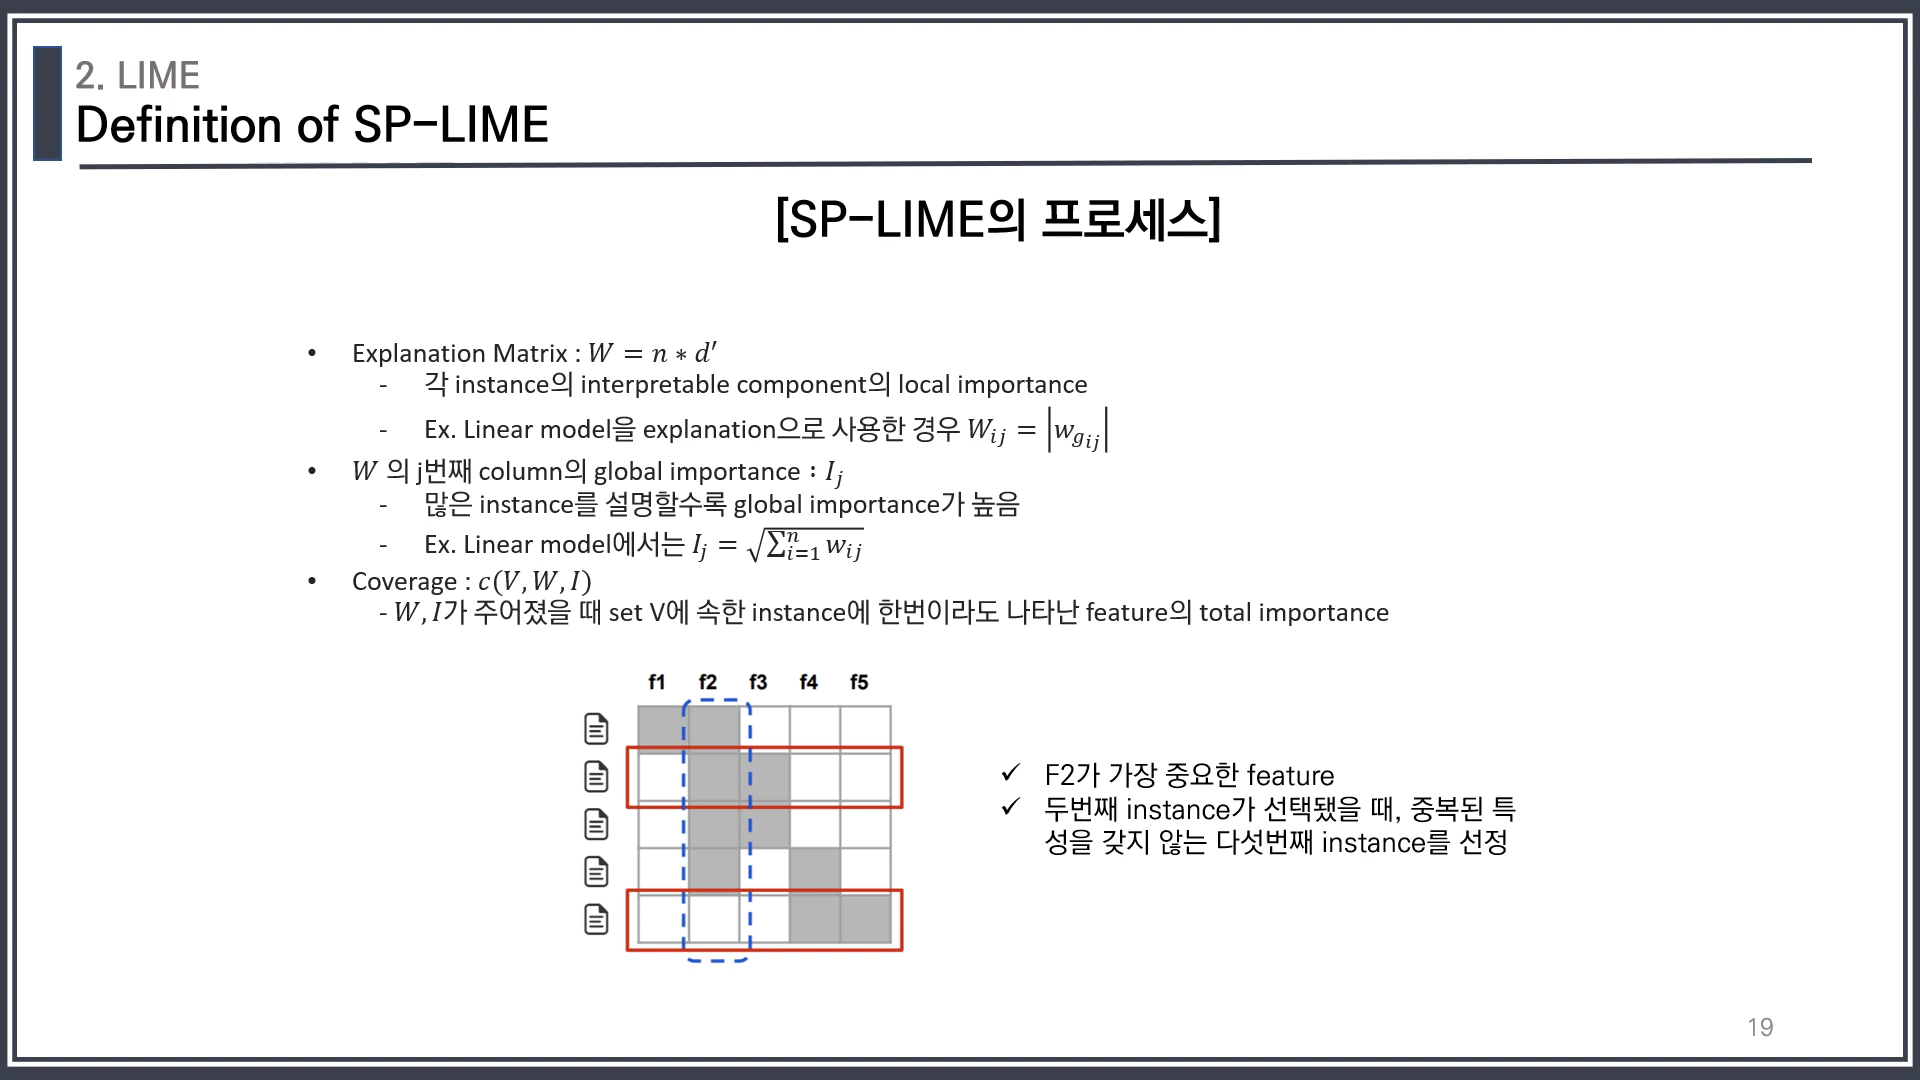 2. LIME
Definition of SP-LIME
[SP-LIME의 프로세스]
• Explanation Matrix : 𝑊 = 𝑛 ∗ 𝑑′
- 각 instance의 interpretable component의 local importance
- Ex. Linear model을 explanation으로 사용한 경우 𝑊𝑖𝑗 = |𝑤𝑔𝑖𝑗|
• 𝑊 의 j번째 column의 global importance : 𝐼𝑗
- 많은 instance를 설명할수록 global importance가 높음
- Ex. Linear model에서는 𝐼𝑗 = √∑ⁿᵢ₌₁ 𝑤𝑖𝑗
• Coverage : 𝑐(𝑉, 𝑊, 𝐼)
- 𝑊, 𝐼가 주어졌을 때 set V에 속한 instance에 한번이라도 나타난 feature의 total importance
f1 f2 f3 f4 f5
✓ F2가 가장 중요한 feature
✓ 두번째 instance가 선택됐을 때, 중복된 특
성을 갖지 않는 다섯번째 instance를 선정
19